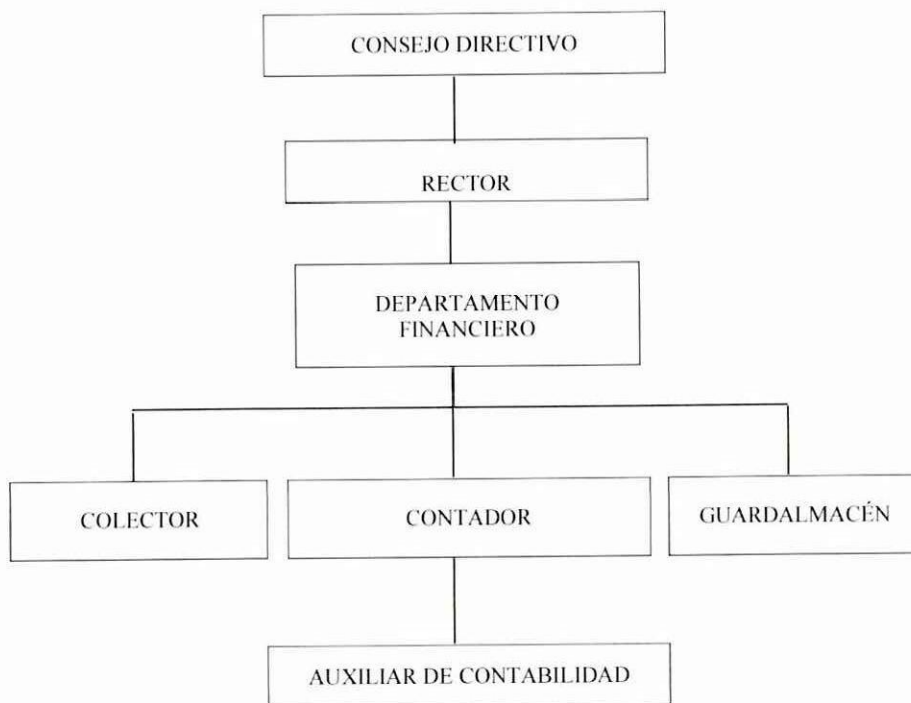 CONSEJO DIRECTIVO
RECTOR
DEPARTAMENTO
FINANCIERO
COLECTOR
CONTADOR
GUARDALMACÉN
AUXILIAR DE CONTABILIDAD